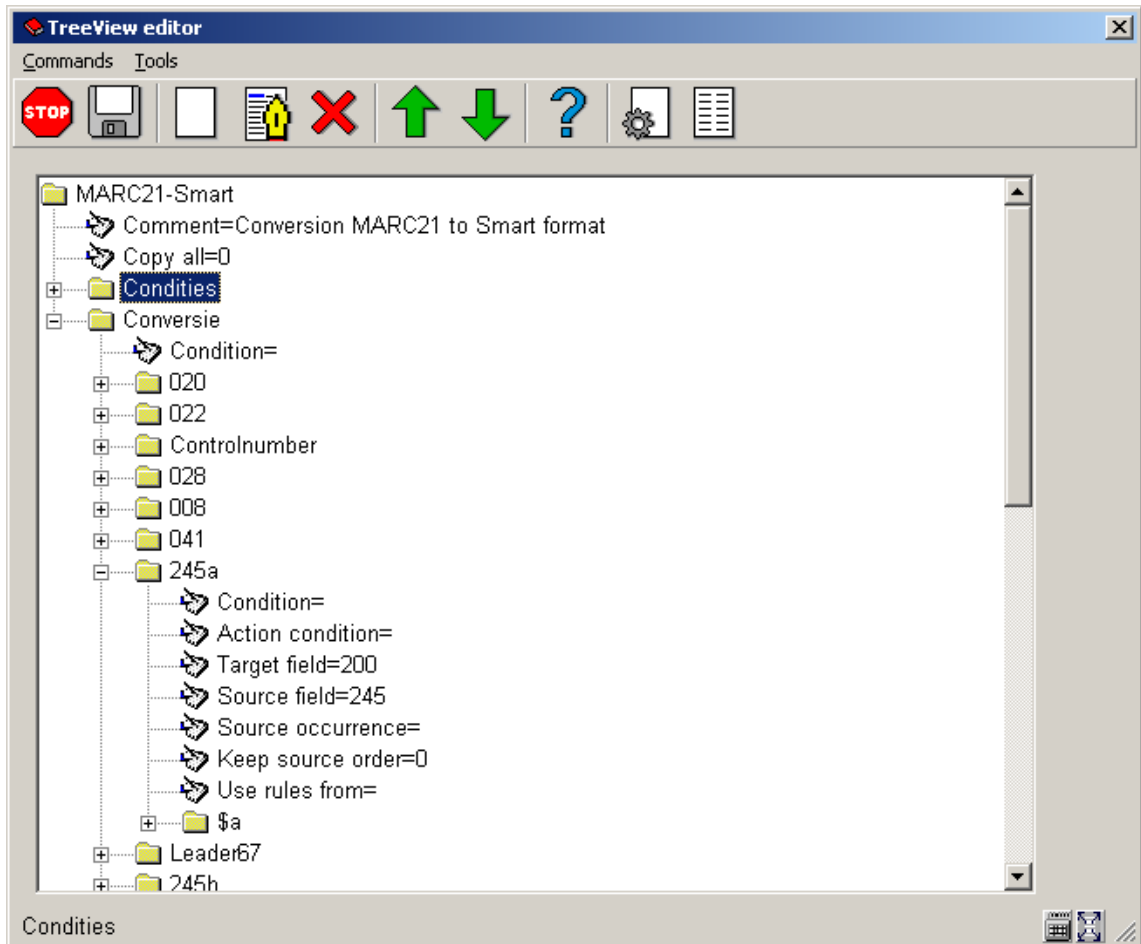 TreeView editor
Commands Tools
STOP
MARC21-Smart
Comment=Conversion MARC21 to Smart format
Copy all=0
Condities
Conversie
Condition=
020
022
Controlnumber
028
008
041
245a
Condition=
Action condition=
Target field=200
Source field=245
Source occurrence=
Keep source order=0
Use rules from=
$a
Leader67
245h
Condities